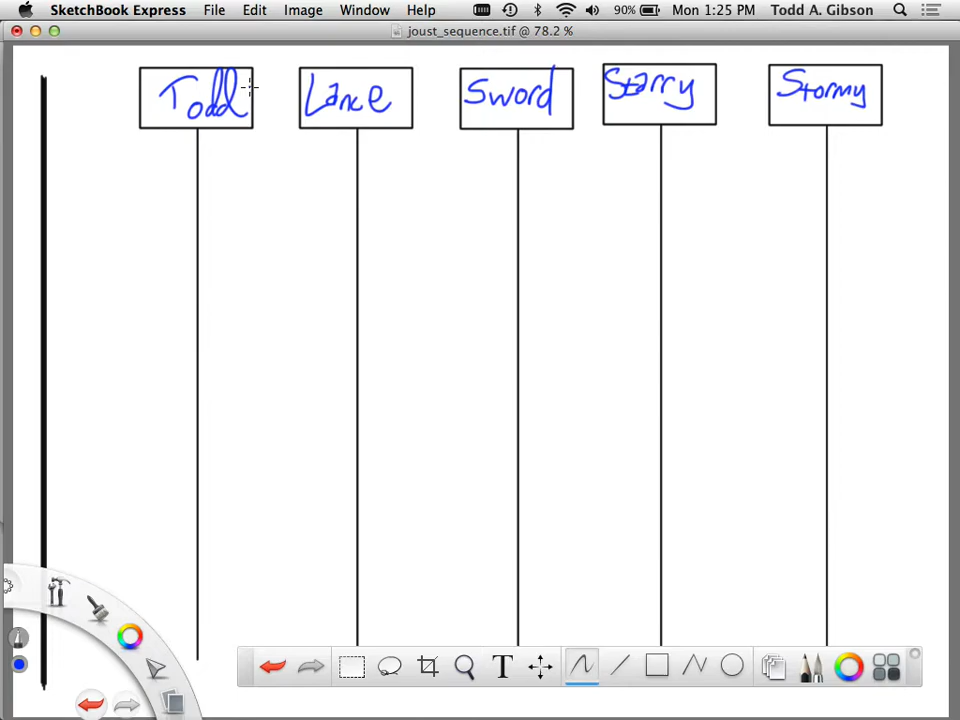 SketchBook Express File Edit Image Window Help 90% Mon 1:25 PM Todd A. Gibson
joust_sequence.tif @ 78.2 %
Todd Lance Sword Starry Stormy
T